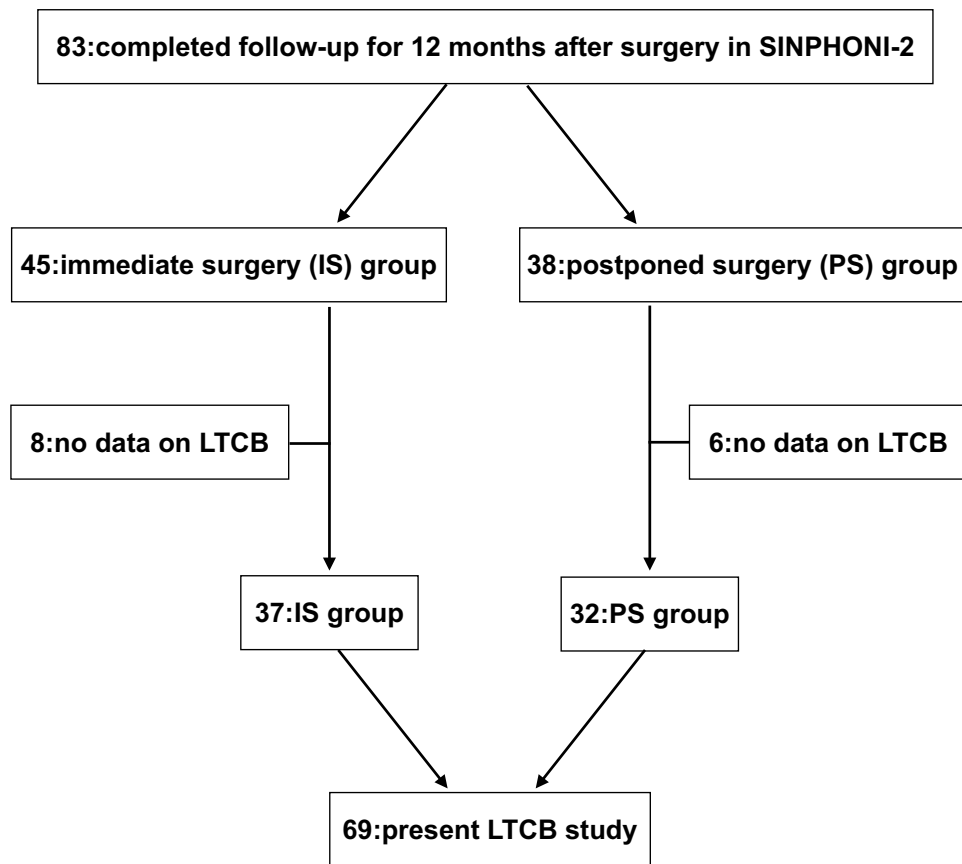 83:completed follow-up for 12 months after surgery in SINPHONI-2
45:immediate surgery (IS) group
38:postponed surgery (PS) group
8:no data on LTCB
6:no data on LTCB
37:IS group
32:PS group
69:present LTCB study